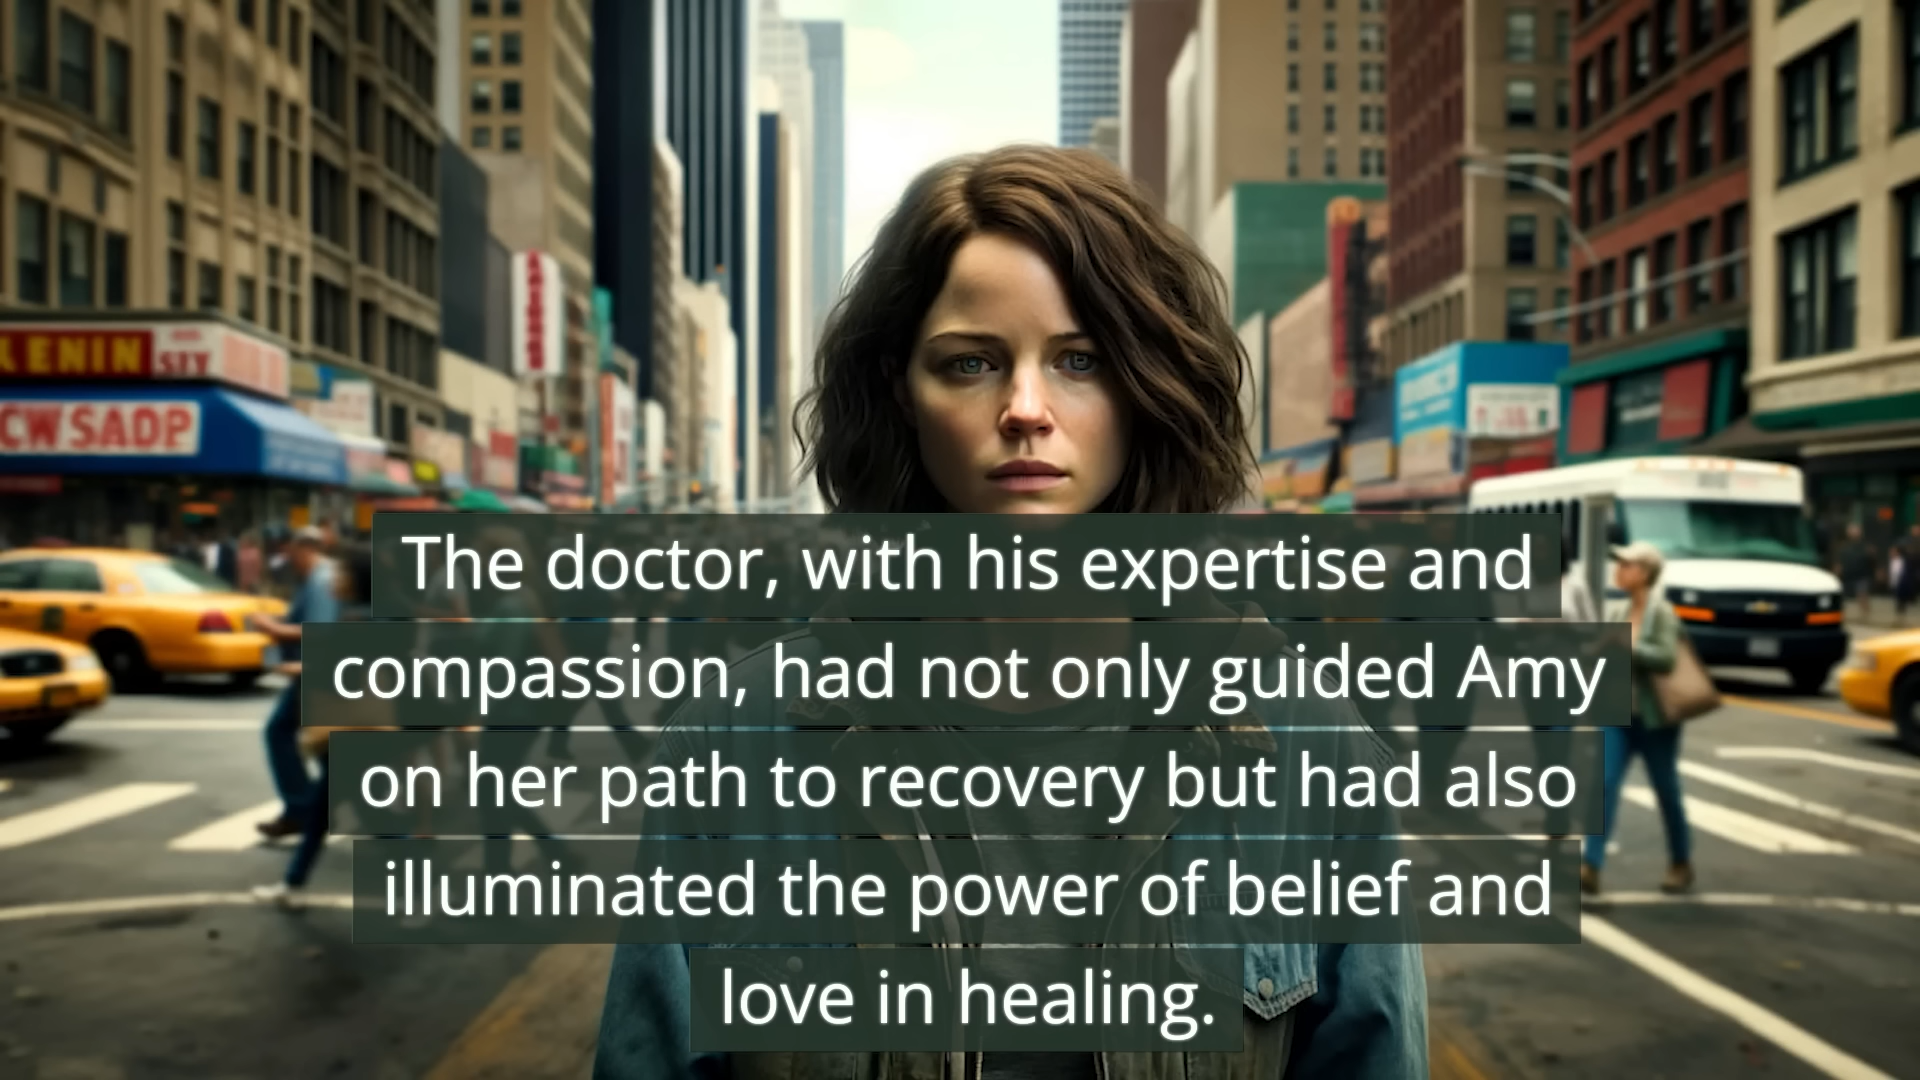 KENIN
CW SADP
The doctor, with his expertise and
compassion, had not only guided Amy
on her path to recovery but had also
illuminated the power of belief and
love in healing.